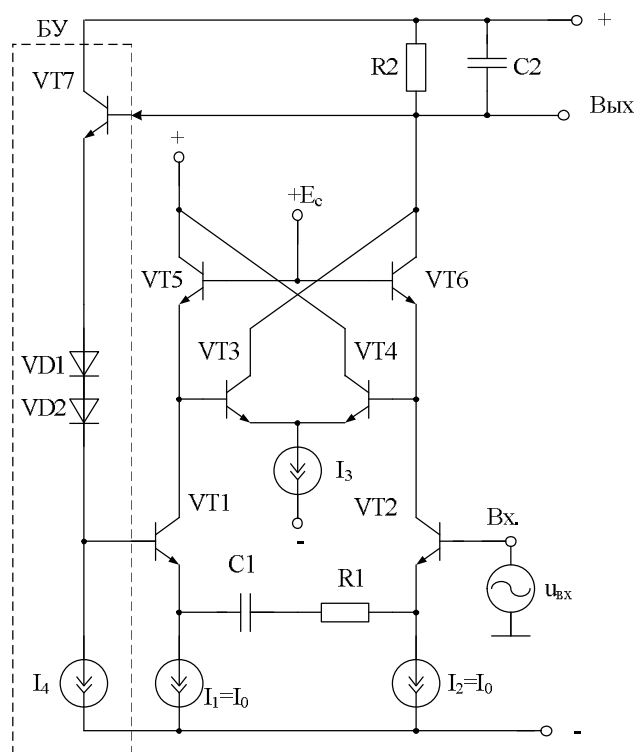 БУ
+
R2
C2
VT7
Вых
+
+Ec
VT5
VT6
VT3
VT4
VD1
VD2
I3
VT1
VT2
Вх.
-
C1
R1
uвх
I4
I1=I0
I2=I0
-